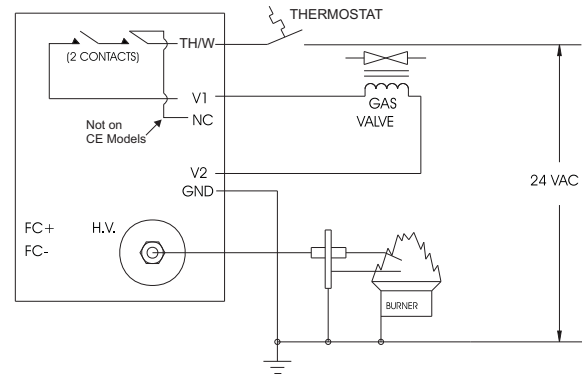 THERMOSTAT
TH/W
(2 CONTACTS)
V1
GAS
VALVE
NC
Not on
CE Models
V2
24 VAC
GND
FC+
H.V.
FC-
BURNER